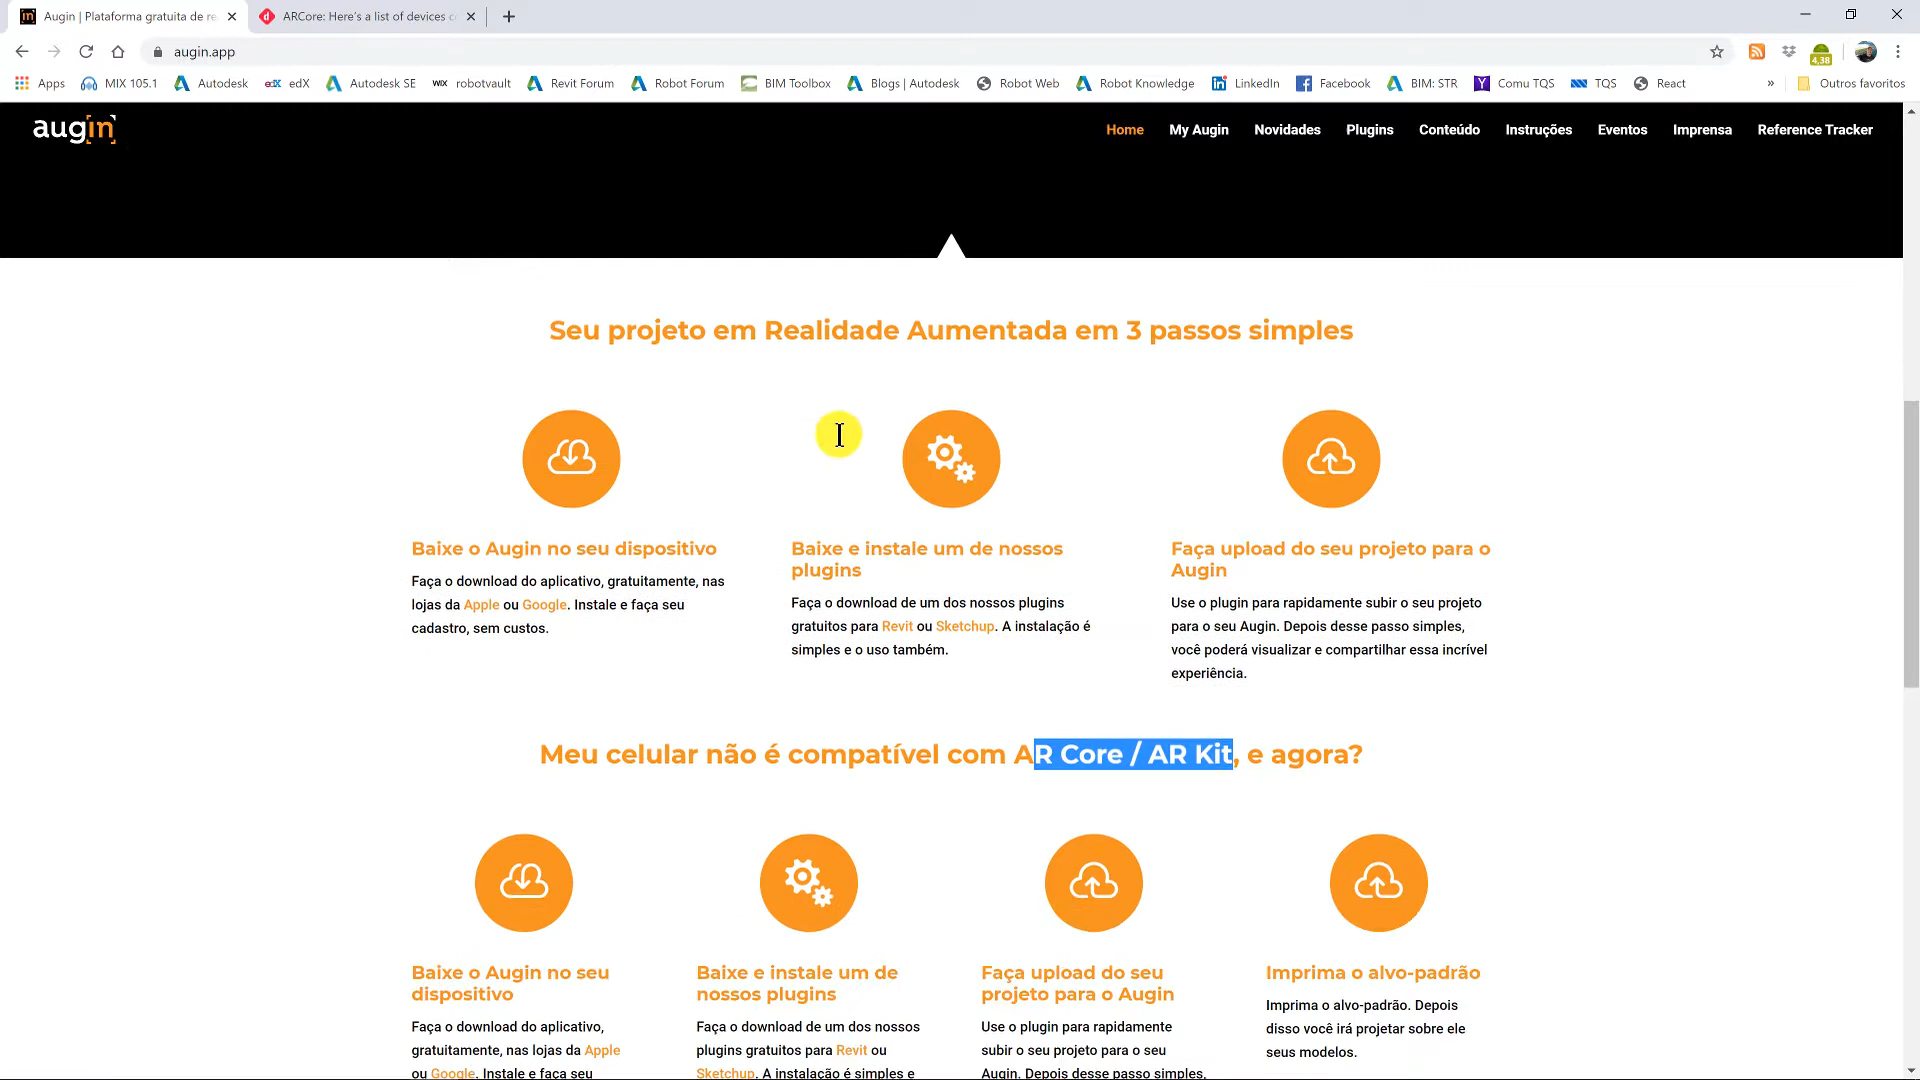 Augin | Plataforma gratuita de re
ARCore: Here's a list of devices c
augin.app
4,38
Apps
MIX 105.1
Autodesk
edX
edX
Autodesk SE
WIX
robotvault
Revit Forum
Robot Forum
BIM Toolbox
Blogs | Autodesk
Robot Web
Robot Knowledge
LinkedIn
Facebook
BIM: STR
Comu TQS
TQS
React
»
Outros favoritos
augin
Home
My Augin
Novidades
Plugins
Conteúdo
Instruções
Eventos
Imprensa
Reference Tracker
Seu projeto em Realidade Aumentada em 3 passos simples
Baixe o Augin no seu dispositivo
Faça o download do aplicativo, gratuitamente, nas
lojas da Apple ou Google. Instale e faça seu
cadastro, sem custos.
Baixe e instale um de nossos
plugins
Faça o download de um dos nossos plugins
gratuitos para Revit ou Sketchup. A instalação é
simples e o uso também.
Faça upload do seu projeto para o
Augin
Use o plugin para rapidamente subir o seu projeto
para o seu Augin. Depois desse passo simples,
você poderá visualizar e compartilhar essa incrível
experiência.
Meu celular não é compatível com AR Core / AR Kit, e agora?
Baixe o Augin no seu
dispositivo
Faça o download do aplicativo,
gratuitamente, nas lojas da Apple
ou Google. Instale e faça seu
Baixe e instale um de
nossos plugins
Faça o download de um dos nossos
plugins gratuitos para Revit ou
Sketchup. A instalação é simples e
Faça upload do seu
projeto para o Augin
Use o plugin para rapidamente
subir o seu projeto para o seu
Augin. Depois desse passo simples,
Imprima o alvo-padrão
Imprima o alvo-padrão. Depois
disso você irá projetar sobre ele
seus modelos.